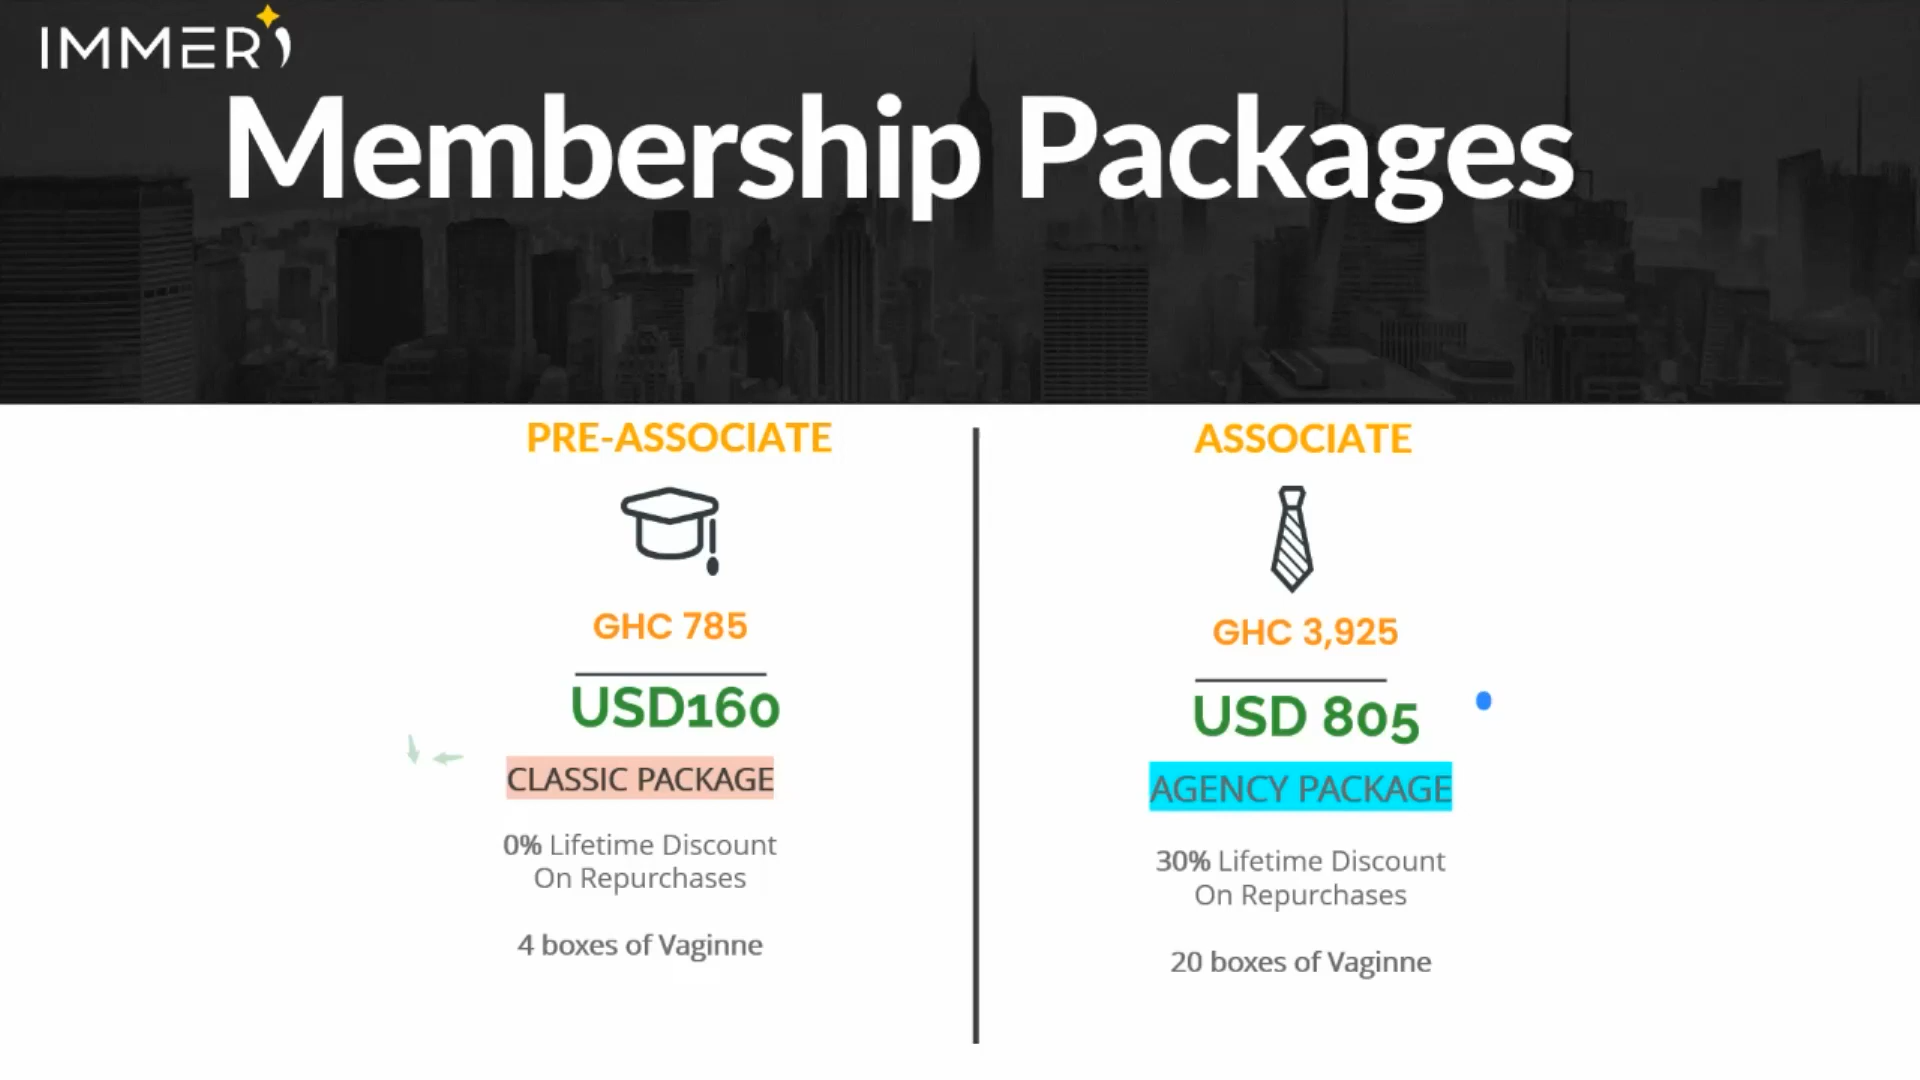 IMMERI
Membership Packages
PRE-ASSOCIATE
GHC 785
USD160
CLASSIC PACKAGE
0% Lifetime Discount
On Repurchases
4 boxes of Vaginne
ASSOCIATE
GHC 3,925
USD 805
AGENCY PACKAGE
30% Lifetime Discount
On Repurchases
20 boxes of Vaginne